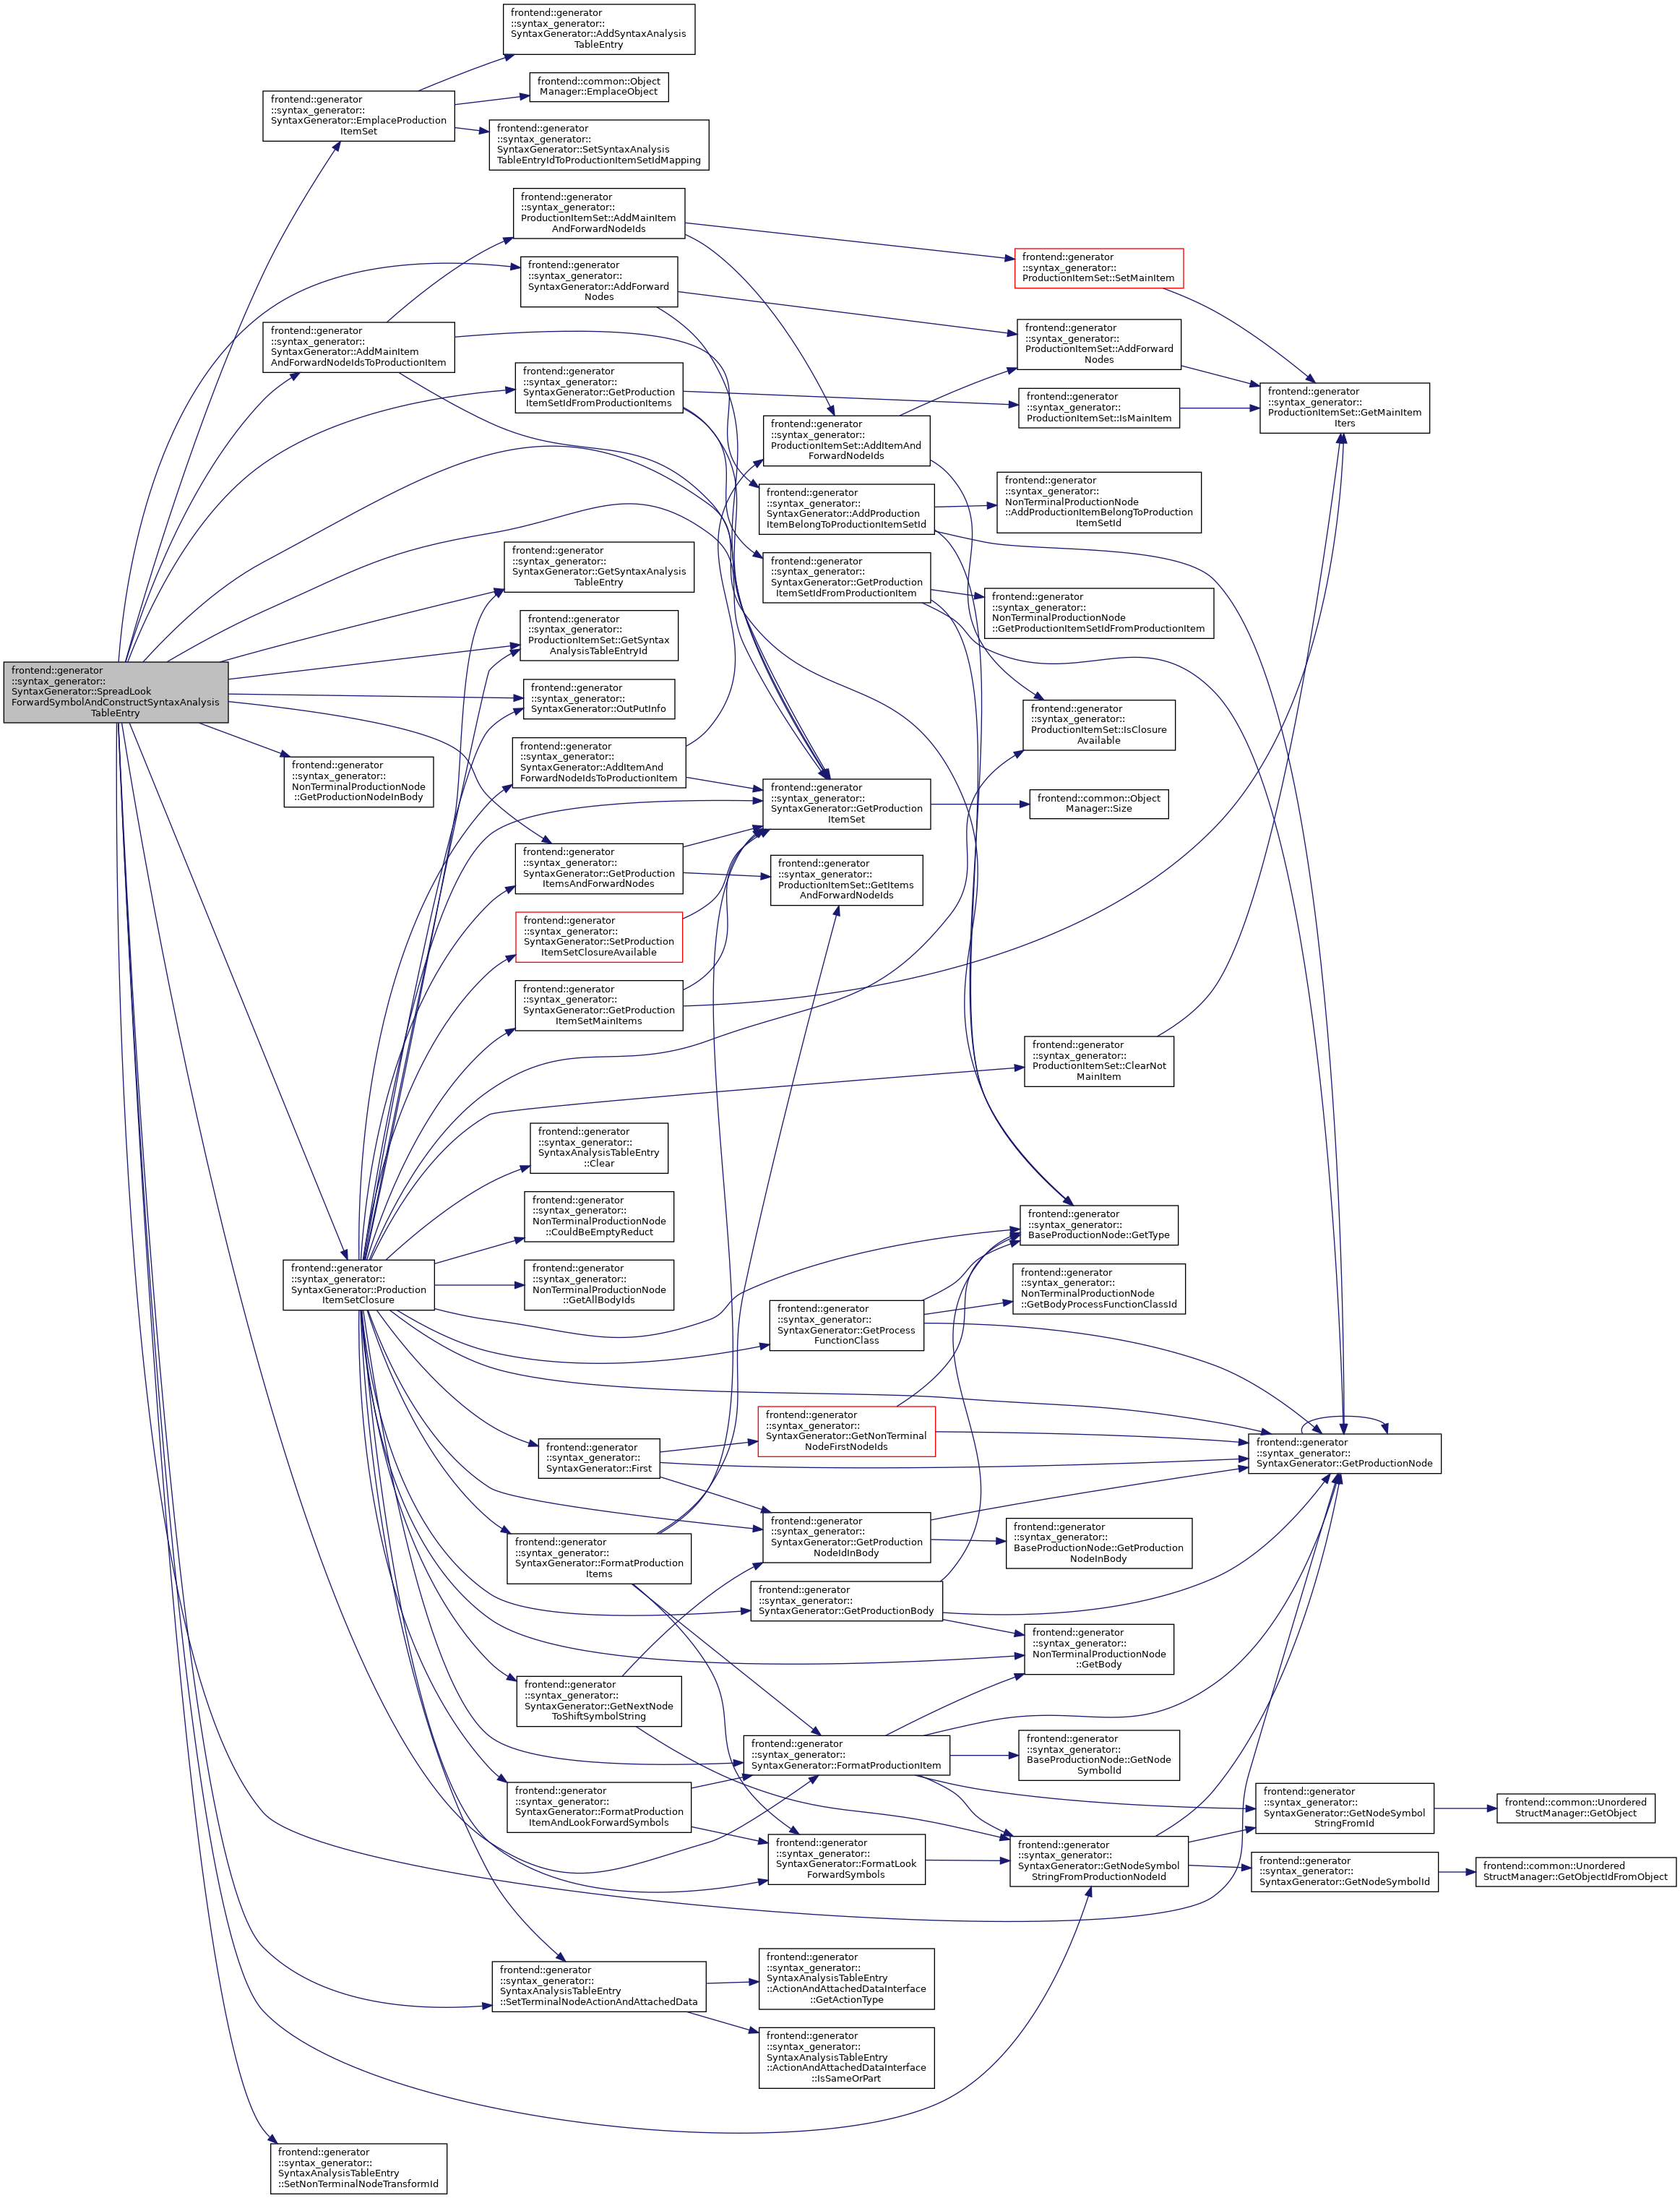 frontend::generator
::syntax_generator::
SyntaxGenerator::AddSyntaxAnalysis
TableEntry
frontend::common::Object
Manager::EmplaceObject
frontend::generator
::syntax_generator::
SyntaxGenerator::EmplaceProduction
ItemSet
frontend::generator
::syntax_generator::
SyntaxGenerator::SetSyntaxAnalysis
TableEntryIdToProductionItemSetIdMapping
frontend::generator
::syntax_generator::
ProductionItemSet::AddMainItem
AndForwardNodeIds
frontend::generator
::syntax_generator::
ProductionItemSet::SetMainItem
frontend::generator
::syntax_generator::
SyntaxGenerator::AddForward
Nodes
frontend::generator
::syntax_generator::
SyntaxGenerator::AddMainItem
AndForwardNodeIdsToProductionItem
frontend::generator
::syntax_generator::
ProductionItemSet::AddForward
Nodes
frontend::generator
::syntax_generator::
SyntaxGenerator::GetProduction
ItemSetIdFromProductionItems
frontend::generator
::syntax_generator::
ProductionItemSet::IsMainItem
frontend::generator
::syntax_generator::
ProductionItemSet::GetMainItem
Iters
frontend::generator
::syntax_generator::
ProductionItemSet::AddItemAnd
ForwardNodeIds
frontend::generator
::syntax_generator::
SyntaxGenerator::AddProduction
ItemBelongToProductionItemSetId
frontend::generator
::syntax_generator::
NonTerminalProductionNode
::AddProductionItemBelongToProduction
ItemSetId
frontend::generator
::syntax_generator::
SyntaxGenerator::GetSyntaxAnalysis
TableEntry
frontend::generator
::syntax_generator::
SyntaxGenerator::GetProduction
ItemSetIdFromProductionItem
frontend::generator
::syntax_generator::
NonTerminalProductionNode
::GetProductionItemSetIdFromProductionItem
frontend::generator
::syntax_generator::
ProductionItemSet::GetSyntax
AnalysisTableEntryId
frontend::generator
::syntax_generator::
SyntaxGenerator::SpreadLook
ForwardSymbolAndConstructSyntaxAnalysis
TableEntry
frontend::generator
::syntax_generator::
SyntaxGenerator::OutPutInfo
frontend::generator
::syntax_generator::
ProductionItemSet::IsClosure
Available
frontend::generator
::syntax_generator::
NonTerminalProductionNode
::GetProductionNodeInBody
frontend::generator
::syntax_generator::
SyntaxGenerator::AddItemAnd
ForwardNodeIdsToProductionItem
frontend::generator
::syntax_generator::
SyntaxGenerator::GetProduction
ItemSet
frontend::common::Object
Manager::Size
frontend::generator
::syntax_generator::
SyntaxGenerator::GetProduction
ItemsAndForwardNodes
frontend::generator
::syntax_generator::
ProductionItemSet::GetItems
AndForwardNodeIds
frontend::generator
::syntax_generator::
SyntaxGenerator::SetProduction
ItemSetClosureAvailable
frontend::generator
::syntax_generator::
SyntaxGenerator::GetProduction
ItemSetMainItems
frontend::generator
::syntax_generator::
ProductionItemSet::ClearNot
MainItem
frontend::generator
::syntax_generator::
SyntaxAnalysisTableEntry
::Clear
frontend::generator
::syntax_generator::
NonTerminalProductionNode
::CouldBeEmptyReduct
frontend::generator
::syntax_generator::
BaseProductionNode::GetType
frontend::generator
::syntax_generator::
SyntaxGenerator::Production
ItemSetClosure
frontend::generator
::syntax_generator::
NonTerminalProductionNode
::GetAllBodyIds
frontend::generator
::syntax_generator::
NonTerminalProductionNode
::GetBodyProcessFunctionClassId
frontend::generator
::syntax_generator::
SyntaxGenerator::GetProcess
FunctionClass
frontend::generator
::syntax_generator::
SyntaxGenerator::GetNonTerminal
NodeFirstNodeIds
frontend::generator
::syntax_generator::
SyntaxGenerator::First
frontend::generator
::syntax_generator::
SyntaxGenerator::GetProductionNode
frontend::generator
::syntax_generator::
SyntaxGenerator::GetProduction
NodeIdInBody
frontend::generator
::syntax_generator::
BaseProductionNode::GetProduction
NodeInBody
frontend::generator
::syntax_generator::
SyntaxGenerator::FormatProduction
Items
frontend::generator
::syntax_generator::
SyntaxGenerator::GetProductionBody
frontend::generator
::syntax_generator::
NonTerminalProductionNode
::GetBody
frontend::generator
::syntax_generator::
SyntaxGenerator::GetNextNode
ToShiftSymbolString
frontend::generator
::syntax_generator::
SyntaxGenerator::FormatProductionItem
frontend::generator
::syntax_generator::
BaseProductionNode::GetNode
SymbolId
frontend::generator
::syntax_generator::
SyntaxGenerator::FormatProduction
ItemAndLookForwardSymbols
frontend::generator
::syntax_generator::
SyntaxGenerator::GetNodeSymbol
StringFromId
frontend::common::Unordered
StructManager::GetObject
frontend::generator
::syntax_generator::
SyntaxGenerator::FormatLook
ForwardSymbols
frontend::generator
::syntax_generator::
SyntaxGenerator::GetNodeSymbol
StringFromProductionNodeId
frontend::generator
::syntax_generator::
SyntaxGenerator::GetNodeSymbolId
frontend::common::Unordered
StructManager::GetObjectIdFromObject
frontend::generator
::syntax_generator::
SyntaxAnalysisTableEntry
::SetTerminalNodeActionAndAttachedData
frontend::generator
::syntax_generator::
SyntaxAnalysisTableEntry
::ActionAndAttachedDataInterface
::GetActionType
frontend::generator
::syntax_generator::
SyntaxAnalysisTableEntry
::ActionAndAttachedDataInterface
::IsSameOrPart
frontend::generator
::syntax_generator::
SyntaxAnalysisTableEntry
::SetNonTerminalNodeTransformId